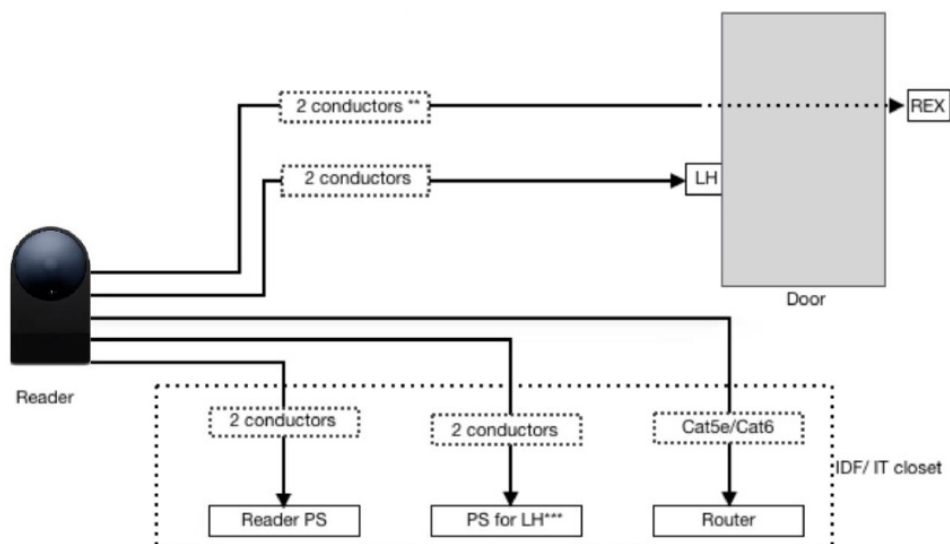 2 conductors **
REX
2 conductors
LH
Door
Reader
2 conductors
2 conductors
Cat5e/Cat6
IDF/ IT closet
Reader PS
PS for LH***
Router